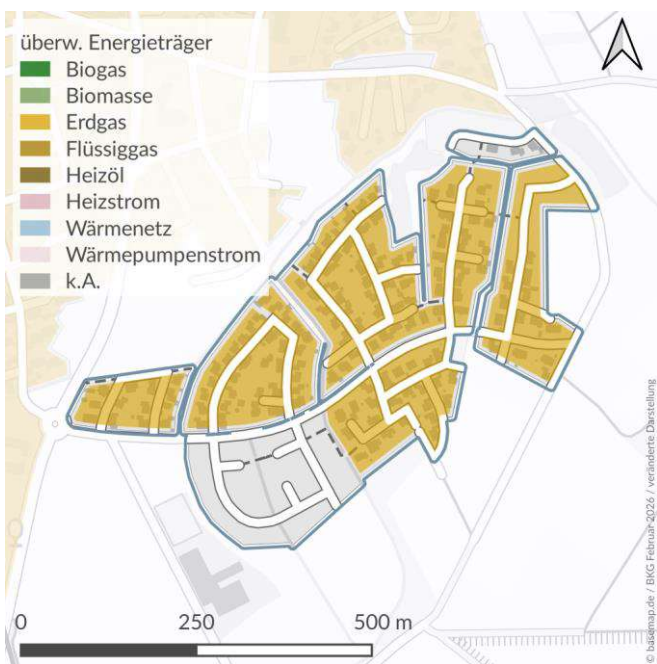 überw. Energieträger
Biogas
Biomasse
Erdgas
Flüssiggas
Heizöl
Heizstrom
Wärmenetz
Wärmepumpenstrom
k.A.
0 250 500 m
© basemap.de / BKG Februar 2026 / veränderte Darstellung